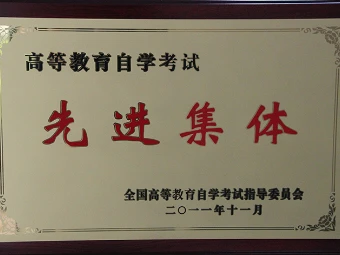 高等教育自学考试
先进集体
全国高等教育自学考试指导委员会
二〇一一年十一月